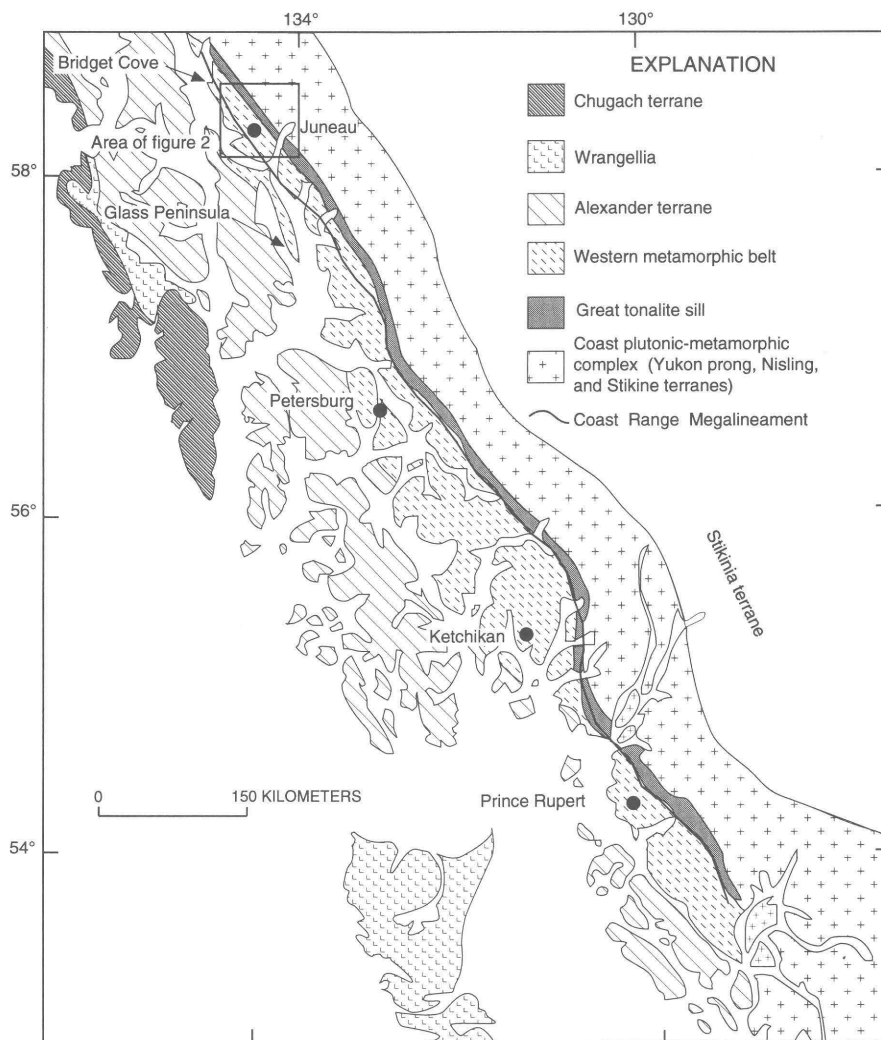 134°
130°
Bridget Cove
EXPLANATION
Chugach terrane
Juneau
Area of figure 2
Wrangellia
58°
Alexander terrane
Glass Peninsula
Western metamorphic belt
Great tonalite sill
Coast plutonic-metamorphic
complex (Yukon prong, Nisling,
and Stikine terranes)
Petersburg
Coast Range Megalineament
56°
Stikinia terrane
Ketchikan
0 150 KILOMETERS
Prince Rupert
54°